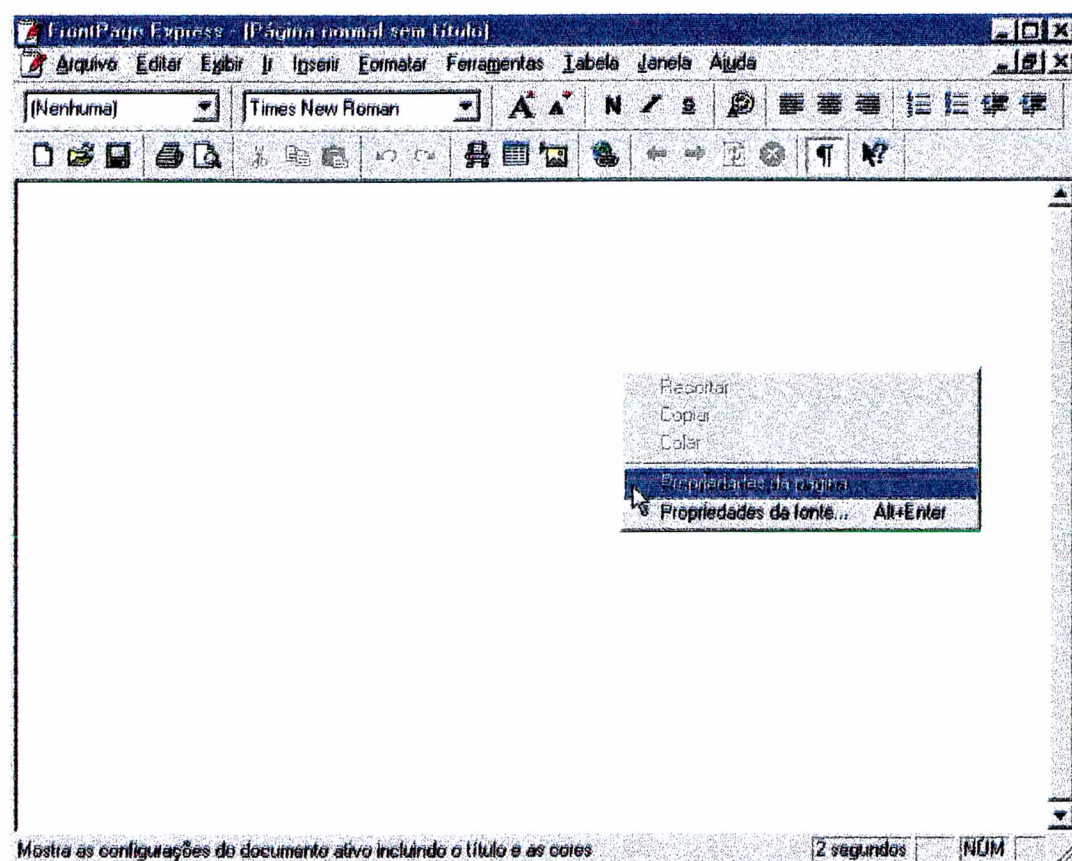 FrontPage Express - [Página normal sem título]
Arquivo Editar Exibir Ir Inserir Formatar Ferramentas Tabela Janela Ajuda
(Nenhuma) Times New Roman A A N
Recortar
Copiar
Colar
Propriedades da página...
Propriedades da fonte... Alt+Enter
Mostra as configurações do documento ativo incluindo o título e as cores 2 segundos NÚM